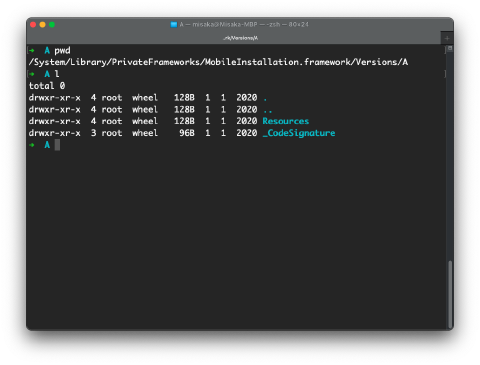 A — misaka@Misaka-MBP — -zsh — 80×24
..rk/Versions/A
→ A pwd
/System/Library/PrivateFrameworks/MobileInstallation.framework/Versions/A
→ A l
total 0
drwxr-xr-x 4 root wheel 128B 1 1 2020 .
drwxr-xr-x 4 root wheel 128B 1 1 2020 ..
drwxr-xr-x 4 root wheel 128B 1 1 2020 Resources
drwxr-xr-x 3 root wheel 96B 1 1 2020 _CodeSignature
→ A